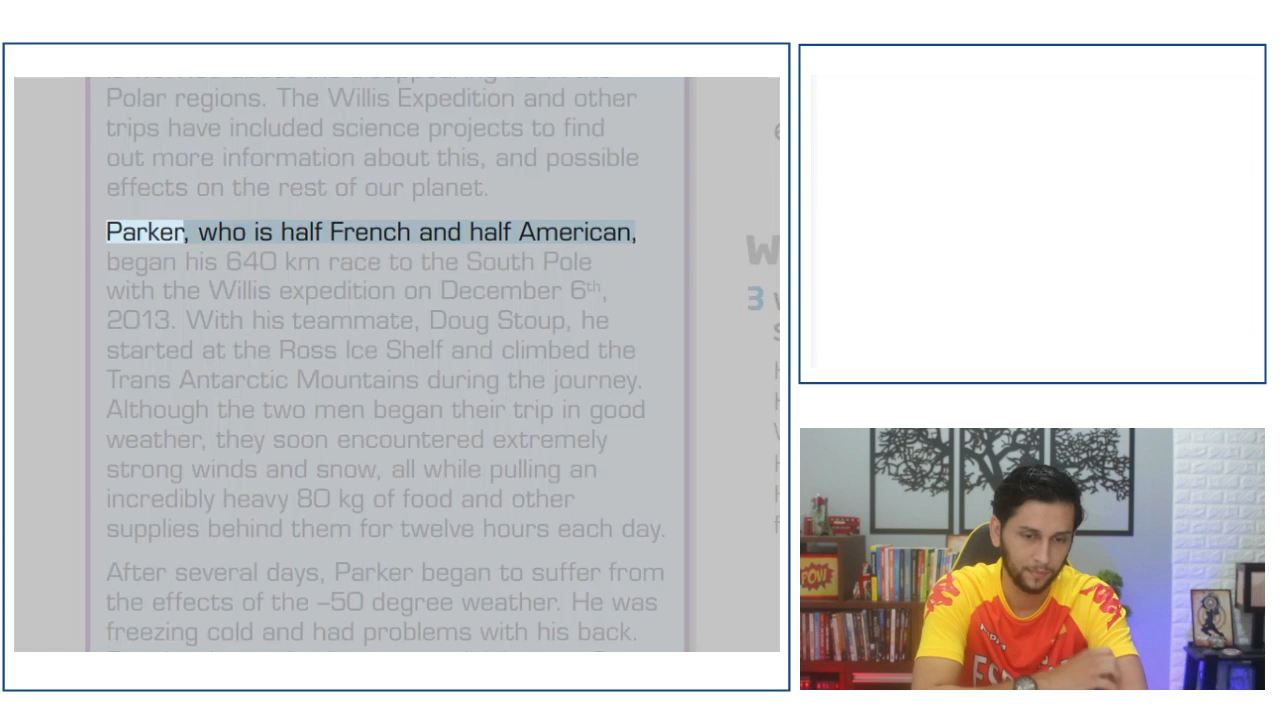 Polar regions. The Willis Expedition and other
trips have included science projects to find
out more information about this, and possible
effects on the rest of our planet.
Parker, who is half French and half American,
began his 640 km race to the South Pole
with the Willis expedition on December 6th,
2013. With his teammate, Doug Stoup, he
started at the Ross Ice Shelf and climbed the
Trans Antarctic Mountains during the journey.
Although the two men began their trip in good
weather, they soon encountered extremely
strong winds and snow, all while pulling an
incredibly heavy 80 kg of food and other
supplies behind them for twelve hours each day.
After several days, Parker began to suffer from
the effects of the –50 degree weather. He was
freezing cold and had problems with his back.
W
3
POW!